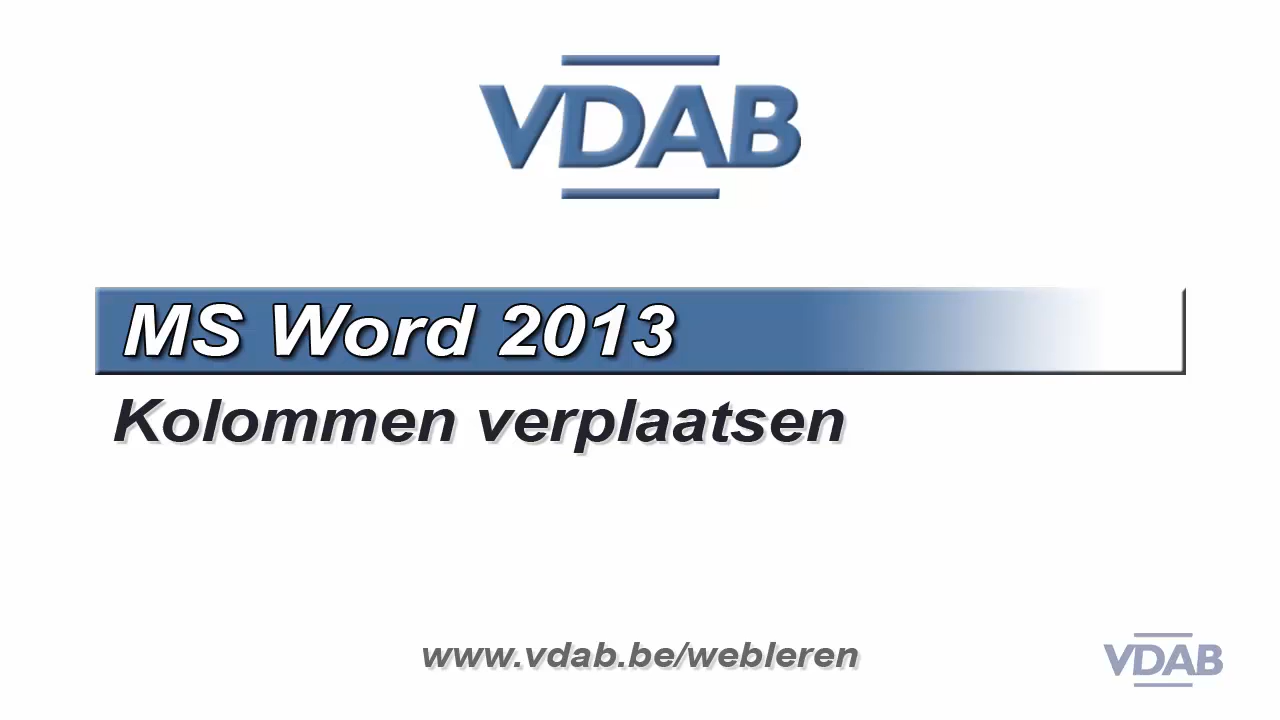 VDAB
MS Word 2013
Kolommen verplaatsen
www.vdab.be/webleren
VDAB